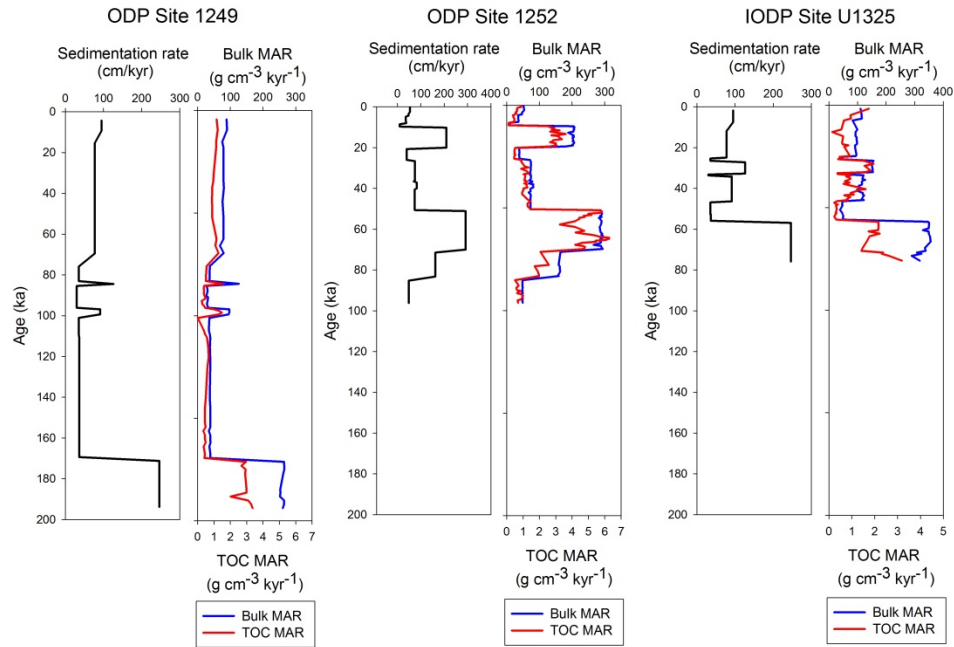 ODP Site 1249
ODP Site 1252
IODP Site U1325
Sedimentation rate
(cm/kyr)
Bulk MAR
(g cm-3 kyr-1)
0 100 200 300
0 100 200 300
Age (ka)
0
20
40
60
80
100
120
140
160
180
200
0 1 2 3 4 5 6 7
TOC MAR
(g cm-3 kyr-1)
Bulk MAR
TOC MAR
Sedimentation rate
(cm/kyr)
Bulk MAR
(g cm-3 kyr-1)
0 100 200 300 400
0 100 200 300 400
Age (ka)
0
20
40
60
80
100
120
140
160
180
200
0 1 2 3 4 5 6 7
TOC MAR
(g cm-3 kyr-1)
Bulk MAR
TOC MAR
Sedimentation rate
(cm/kyr)
Bulk MAR
(g cm-3 kyr-1)
0 100 200 300
0 100 200 300 400
Age (ka)
0
20
40
60
80
100
120
140
160
180
200
0 1 2 3 4 5
TOC MAR
(g cm-3 kyr-1)
Bulk MAR
TOC MAR